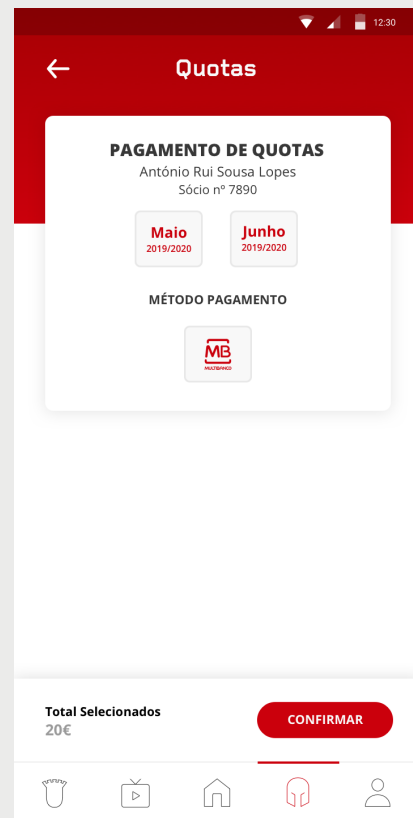 12:30
Quotas
PAGAMENTO DE QUOTAS
António Rui Sousa Lopes
Sócio nº 7890
Maio
2019/2020
Junho
2019/2020
MÉTODO PAGAMENTO
MB
MULTIBANCO
Total Selecionados
20€
CONFIRMAR